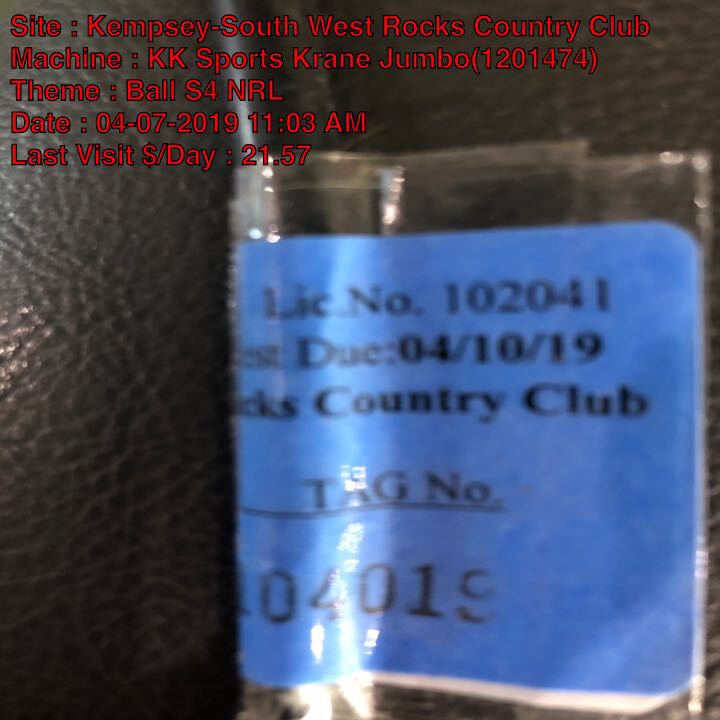 Site : Kempsey-South West Rocks Country Club
Machine : KK Sports Krane Jumbo(1201474)
Theme : Ball S4 NRL
Date : 04-07-2019 11:03 AM
Last Visit $/Day : 21.57
Lic.No. 102041
est Due:04/10/19
cks Country Club
TAG No.